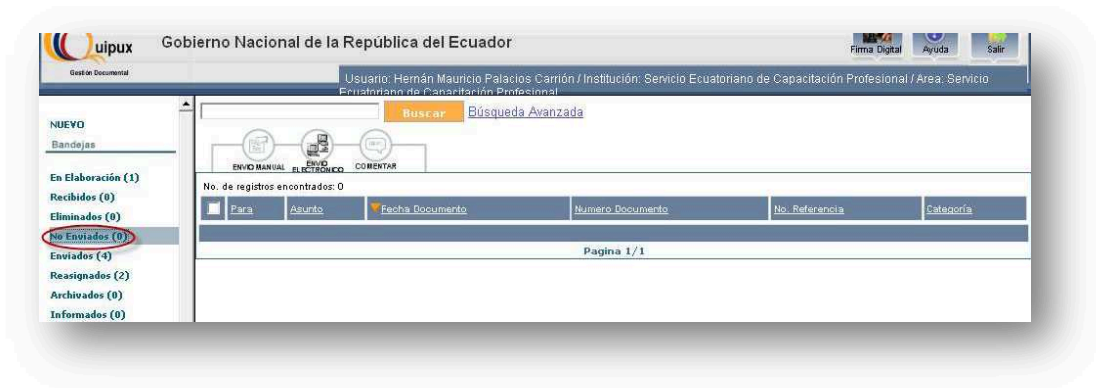 uipux
Gestión Documental
Gobierno Nacional de la República del Ecuador
Firma Digital
Ayuda
Salir
Usuario: Hernán Mauricio Palacios Carrión / Institución: Servicio Ecuatoriano de Capacitación Profesional / Area: Servicio
Ecuatoriano de Capacitación Profesional
NUEVO
Bandejas
En Elaboración (1)
Recibidos (0)
Eliminados (0)
No Enviados (0)
Enviados (4)
Reasignados (2)
Archivados (0)
Informados (0)
Buscar Búsqueda Avanzada
ENVIO MANUAL
ENVIO
ELECTRÓNICO
COMENTAR
No. de registros encontrados: 0
Para Asunto Fecha Documento Numero Documento No. Referencia Categoría
Pagina 1/1